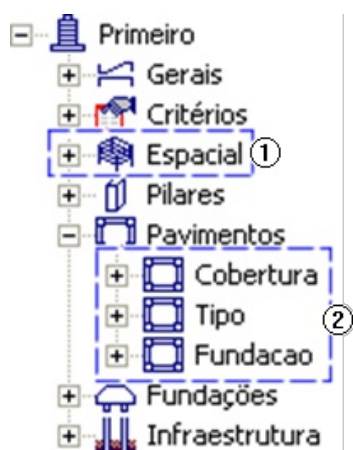 Primeiro
Gerais
Critérios
Espacial 1
Pilares
Pavimentos
Cobertura
Tipo 2
Fundacao
Fundações
Infraestrutura